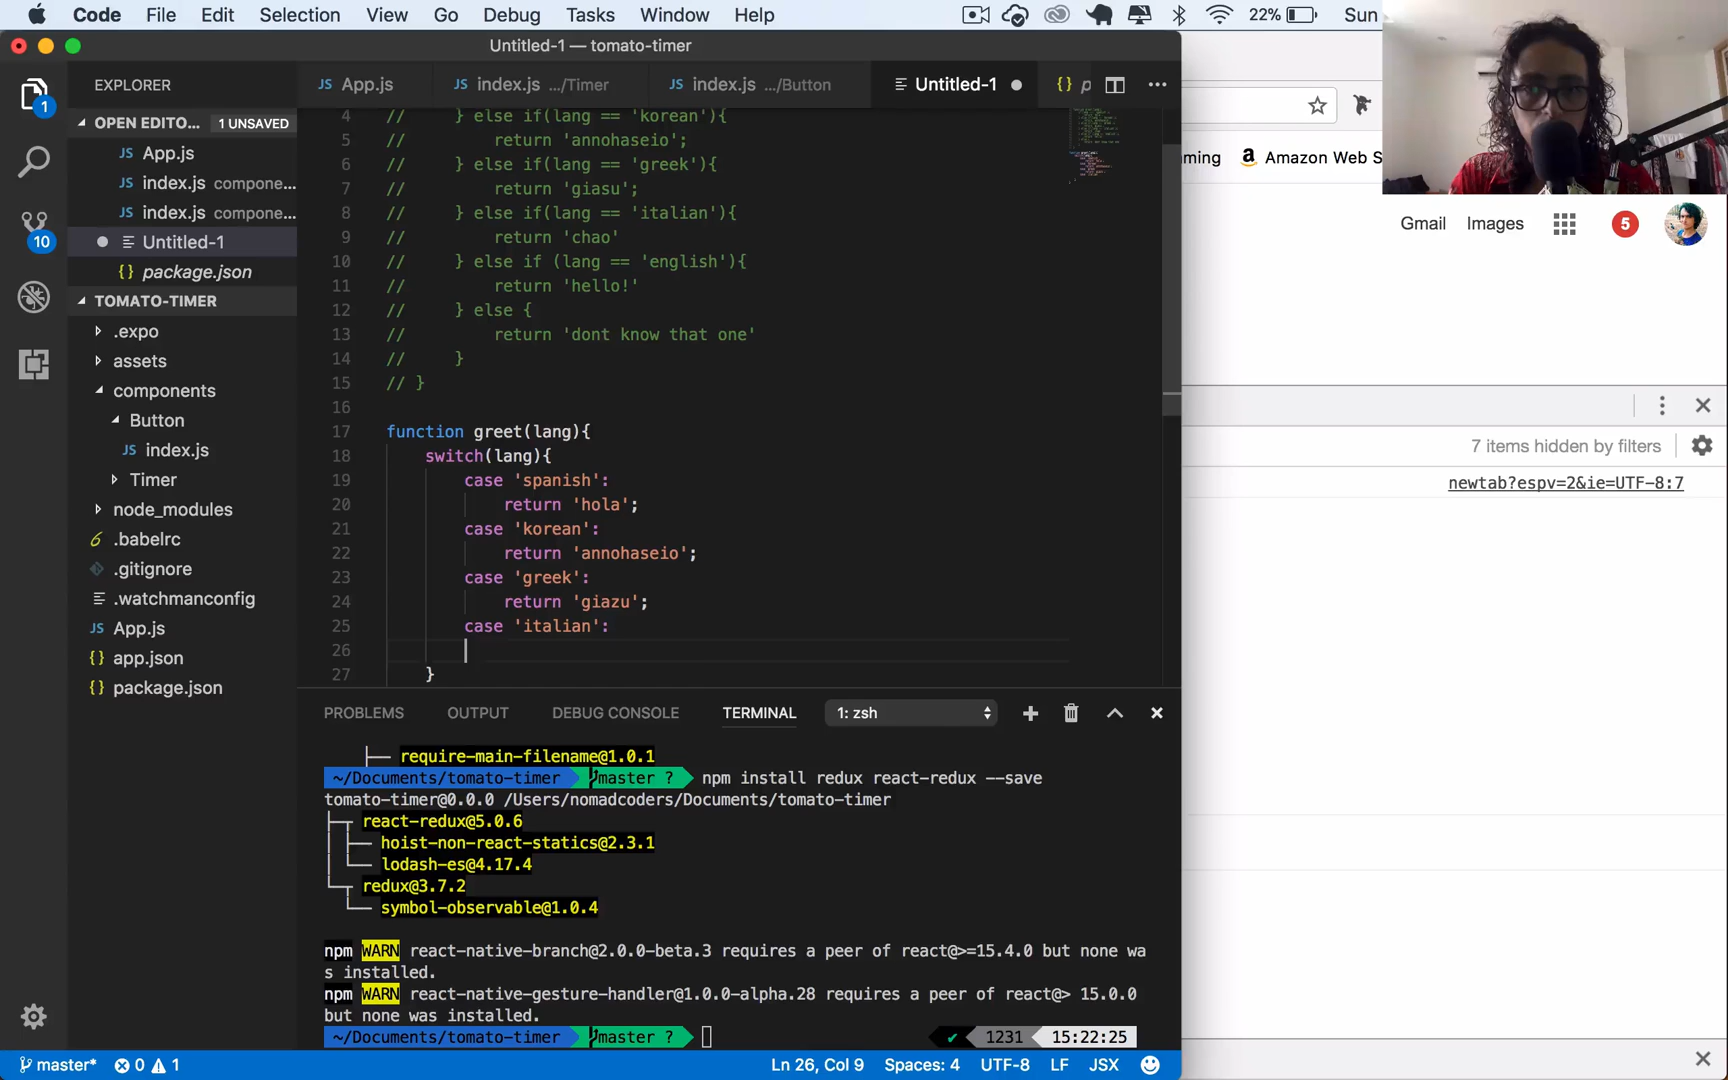 Code File Edit Selection View Go Debug Tasks Window Help 22% Sun
Untitled-1 — tomato-timer
EXPLORER
App.js index.js .../Timer index.js .../Button Untitled-1 {} p
OPEN EDITO... 1 UNSAVED
JS App.js
JS index.js compone...
JS index.js compone...
Untitled-1
{} package.json
TOMATO-TIMER
.expo
assets
components
Button
JS index.js
Timer
node_modules
.babelrc
.gitignore
.watchmanconfig
JS App.js
{} app.json
{} package.json
1
10
4 // } else if(lang == 'korean'){
5 // return 'annohaseio';
6 // } else if(lang == 'greek'){
7 // return 'giasu';
8 // } else if(lang == 'italian'){
9 // return 'chao'
10 // } else if (lang == 'english'){
11 // return 'hello!'
12 // } else {
13 // return 'dont know that one'
14 // }
15 // }
16
17 function greet(lang){
18 switch(lang){
19 case 'spanish':
20 return 'hola';
21 case 'korean':
22 return 'annohaseio';
23 case 'greek':
24 return 'giazu';
25 case 'italian':
26
27 }
PROBLEMS OUTPUT DEBUG CONSOLE TERMINAL 1: zsh
├── require-main-filename@1.0.1
~/Documents/tomato-timer master ? npm install redux react-redux --save
tomato-timer@0.0.0 /Users/nomadcoders/Documents/tomato-timer
├─┬ react-redux@5.0.6
│ ├── hoist-non-react-statics@2.3.1
│ └── lodash-es@4.17.4
└─┬ redux@3.7.2
└── symbol-observable@1.0.4
npm WARN react-native-branch@2.0.0-beta.3 requires a peer of react@>=15.4.0 but none wa
s installed.
npm WARN react-native-gesture-handler@1.0.0-alpha.28 requires a peer of react@> 15.0.0
but none was installed.
~/Documents/tomato-timer master ? ✔ 1231 15:22:25
master* 0 1 Ln 26, Col 9 Spaces: 4 UTF-8 LF JSX
ming Amazon Web S
Gmail Images 5
7 items hidden by filters
newtab?espv=2&ie=UTF-8:7